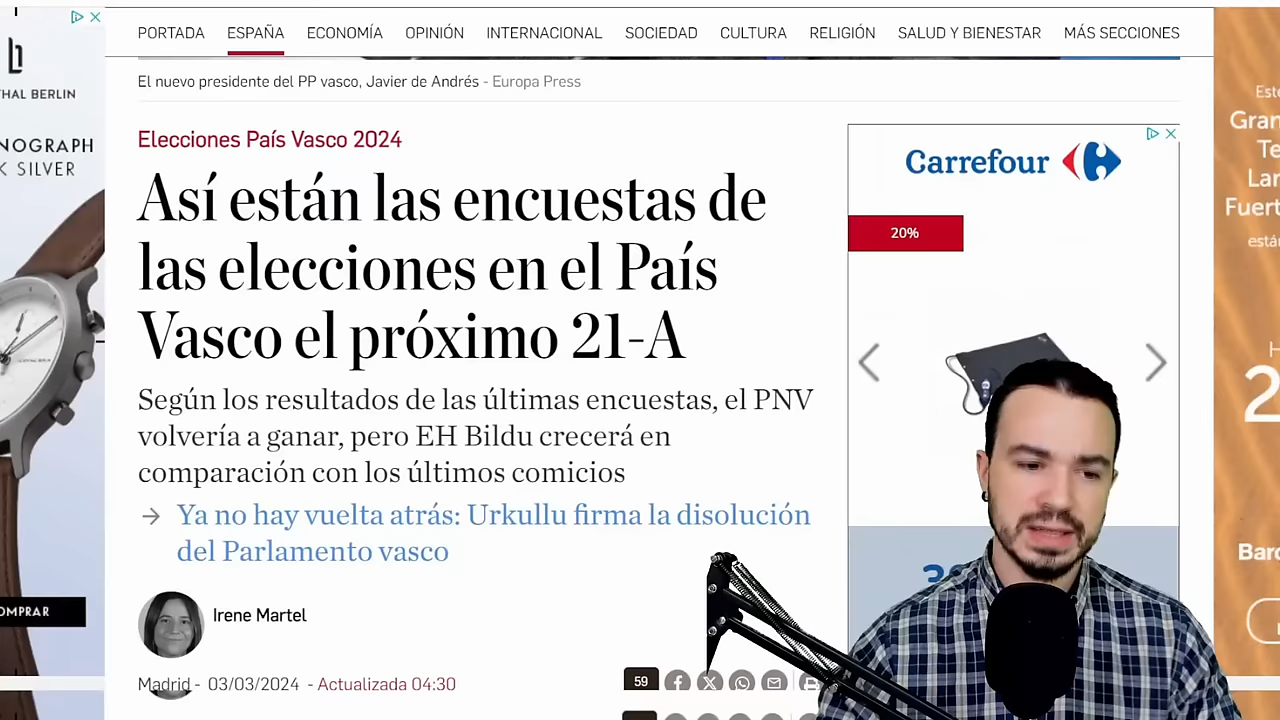 PORTADA ESPAÑA ECONOMÍA OPINIÓN INTERNACIONAL SOCIEDAD CULTURA RELIGIÓN SALUD Y BIENESTAR MÁS SECCIONES
El nuevo presidente del PP vasco, Javier de Andrés - Europa Press
Elecciones País Vasco 2024
Así están las encuestas de
las elecciones en el País
Vasco el próximo 21-A
Según los resultados de las últimas encuestas, el PNV
volvería a ganar, pero EH Bildu crecerá en
comparación con los últimos comicios
Ya no hay vuelta atrás: Urkullu firma la disolución
del Parlamento vasco
Irene Martel
Madrid - 03/03/2024 - Actualizada 04:30
59
Carrefour
20%
BERLIN
SILVER